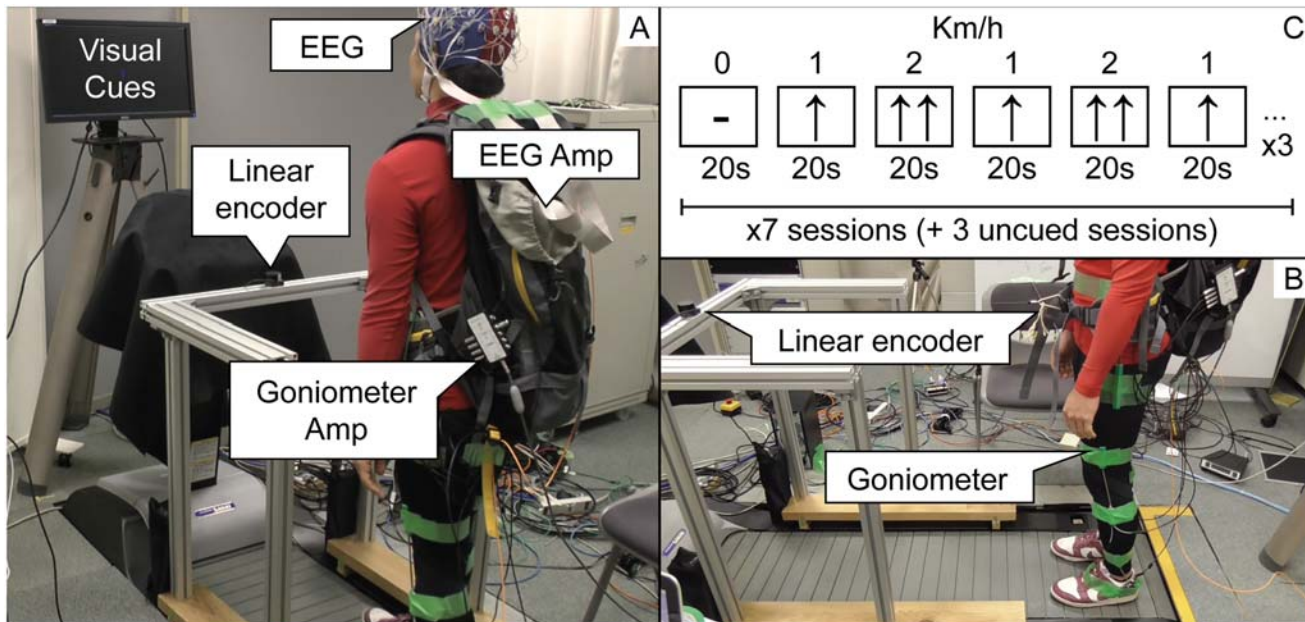 A
EEG
Visual
Cues
EEG Amp
Linear
encoder
Goniometer
Amp
C
Km/h
0 1 2 1 2 1
- ↑ ↑↑ ↑ ↑↑ ↑ ...
x3
20s 20s 20s 20s 20s 20s
x7 sessions (+ 3 uncued sessions)
B
Linear encoder
Goniometer